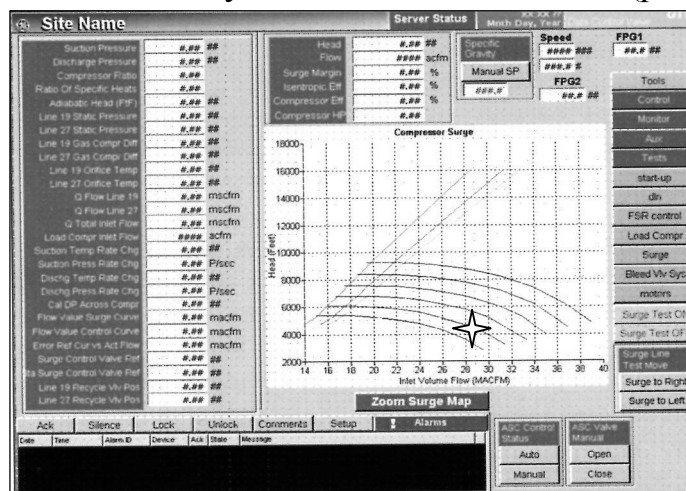 Site Name
Server Status
Mnth Day, Year
Suction Pressure #.## ##
Discharge Pressure #.## ##
Compressor Ratio #.##
Ratio Of Specific Heats #.##
Adiabatic Head (FtF) #.## ##
Line 19 Static Pressure #.## ##
Line 27 Static Pressure #.## ##
Line 19 Gas Compr Diff #.## ##
Line 27 Gas Compr Diff #.## ##
Line 19 Orifice Temp #.## ##
Line 27 Orifice Temp #.## ##
Q Flow Line 19 #.## mscfm
Q Flow Line 27 #.## mscfm
Q Total Inlet Flow #.## mscfm
Load Compr Inlet Flow #### acfm
Suction Temp Rate Chg #.## ##
Suction Press Rate Chg #.## P/sec
Dischg Temp Rate Chg #.## ##
Dischg Press Rate Chg #.## P/sec
Cal DP Across Compr #.## ##
Flow Value Surge Curve #.## macfm
Flow Value Control Curve #.## macfm
Error Ref Curvs Act Flow #.## macfm
Surge Control Valve Ref #.## ##
ta Surge Control Valve Ref #.## ##
Line 19 Recycle Vlv Pos #.## ##
Line 27 Recycle Vlv Pos #.## ##
Head #.## ##
Flow #### acfm
Surge Margin #.## %
Isentropic Eff #.## %
Compressor Eff #.## %
Compressor HP #.##
Specific
Gravity
Manual SP
###.#
Speed
#### ###
###.# #
FPG1
##.# ##
FPG2
##.# ##
Compressor Surge
18000
16000
14000
12000
10000
8000
6000
4000
2000
Head (Feet)
14 16 18 20 22 24 26 28 30 32 34 36 38 40
Inlet Volume Flow (MACFM)
Zoom Surge Map
Tools
Control
Monitor
Aux
Tests
start-up
dln
FSR control
Load Compr
Surge
Bleed Vlv Sys
motors
Surge Test ON
Surge Test OF
Surge Line
Test Move
Surge to Right
Surge to Left
Ack Silence Lock Unlock Comments Setup ! Alarms
Date Time Alarm ID Device Ack State Message
ASC Control
Status
Auto
Manual
ASC Valve
Manual
Open
Close